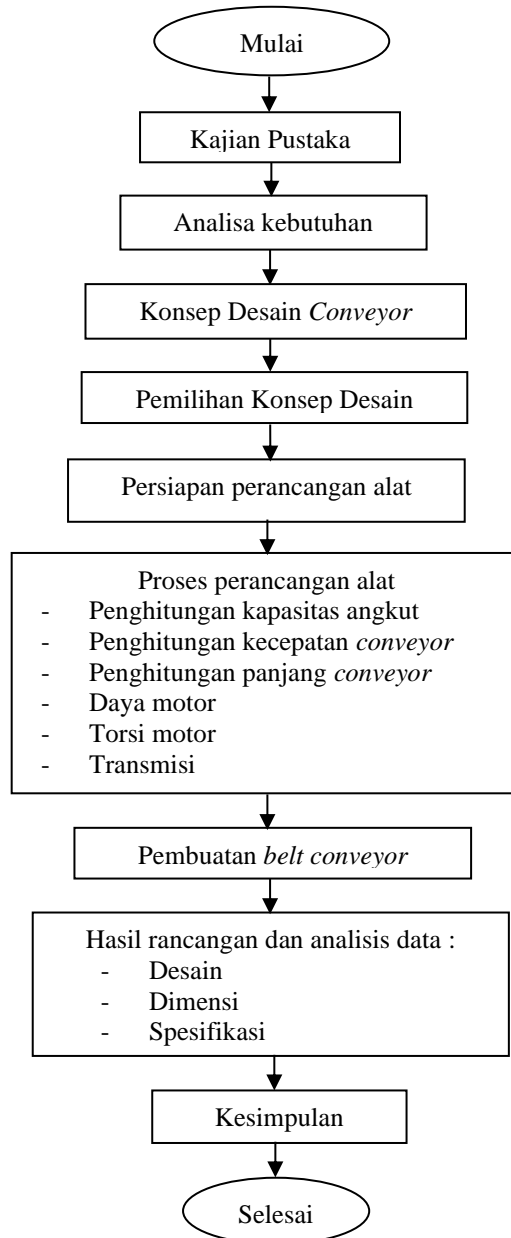 Mulai
Kajian Pustaka
Analisa kebutuhan
Konsep Desain Conveyor
Pemilihan Konsep Desain
Persiapan perancangan alat
Proses perancangan alat
- Penghitungan kapasitas angkut
- Penghitungan kecepatan conveyor
- Penghitungan panjang conveyor
- Daya motor
- Torsi motor
- Transmisi
Pembuatan belt conveyor
Hasil rancangan dan analisis data :
- Desain
- Dimensi
- Spesifikasi
Kesimpulan
Selesai